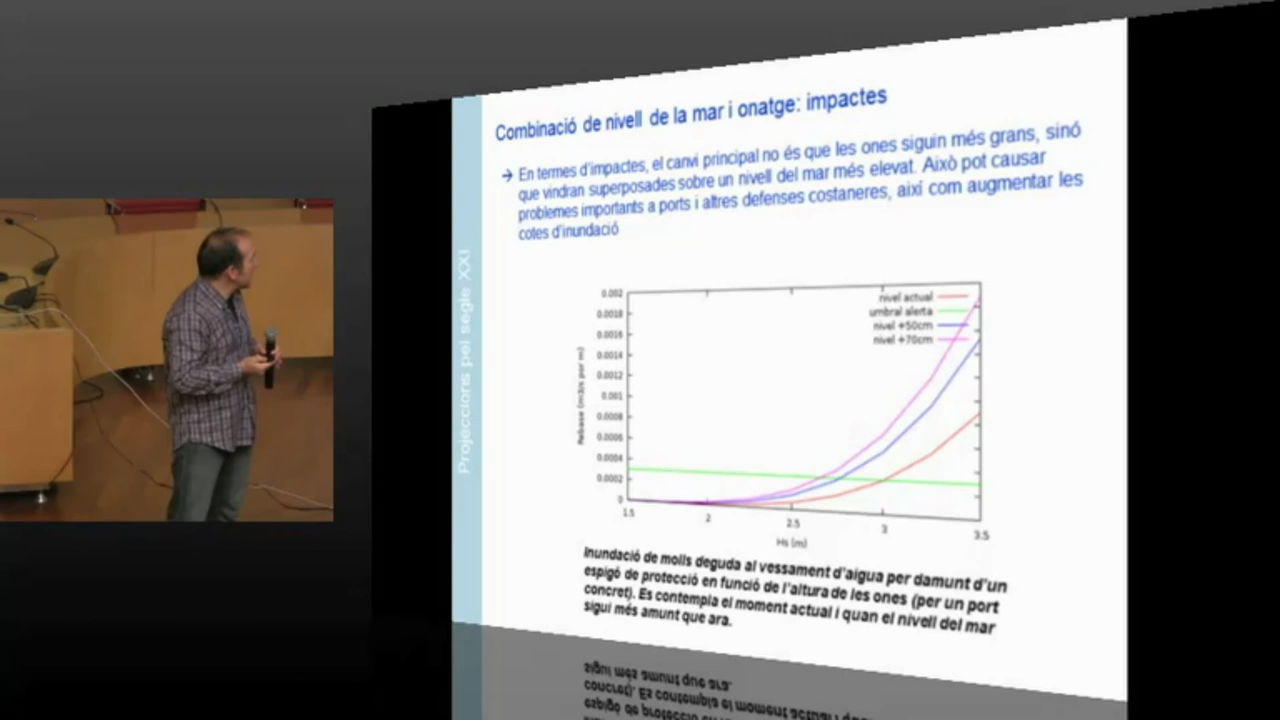 Combinació de nivell de la mar i onatge: impactes
→ En termes d'impactes, el canvi principal no és que les ones siguin més grans, sinó
que vindran superposades sobre un nivell del mar més elevat. Això pot causar
problemes importants a ports i altres defenses costaneres, així com augmentar les
cotes d'inundació
Projeccions pel segle XXI
0.002
0.0018
0.0016
0.0014
0.0012
0.001
0.0008
0.0006
0.0004
0.0002
0
Rebase (m3/s por m)
nivel actual
umbral alerta
nivel +50cm
nivel +70cm
1.5
2
2.5
3
3.5
Hs (m)
Inundació de molls deguda al vessament d'aigua per damunt d'un
espigó de protecció en funció de l'altura de les ones (per un port
concret). Es contempla el moment actual i quan el nivell del mar
sigui més amunt que ara.